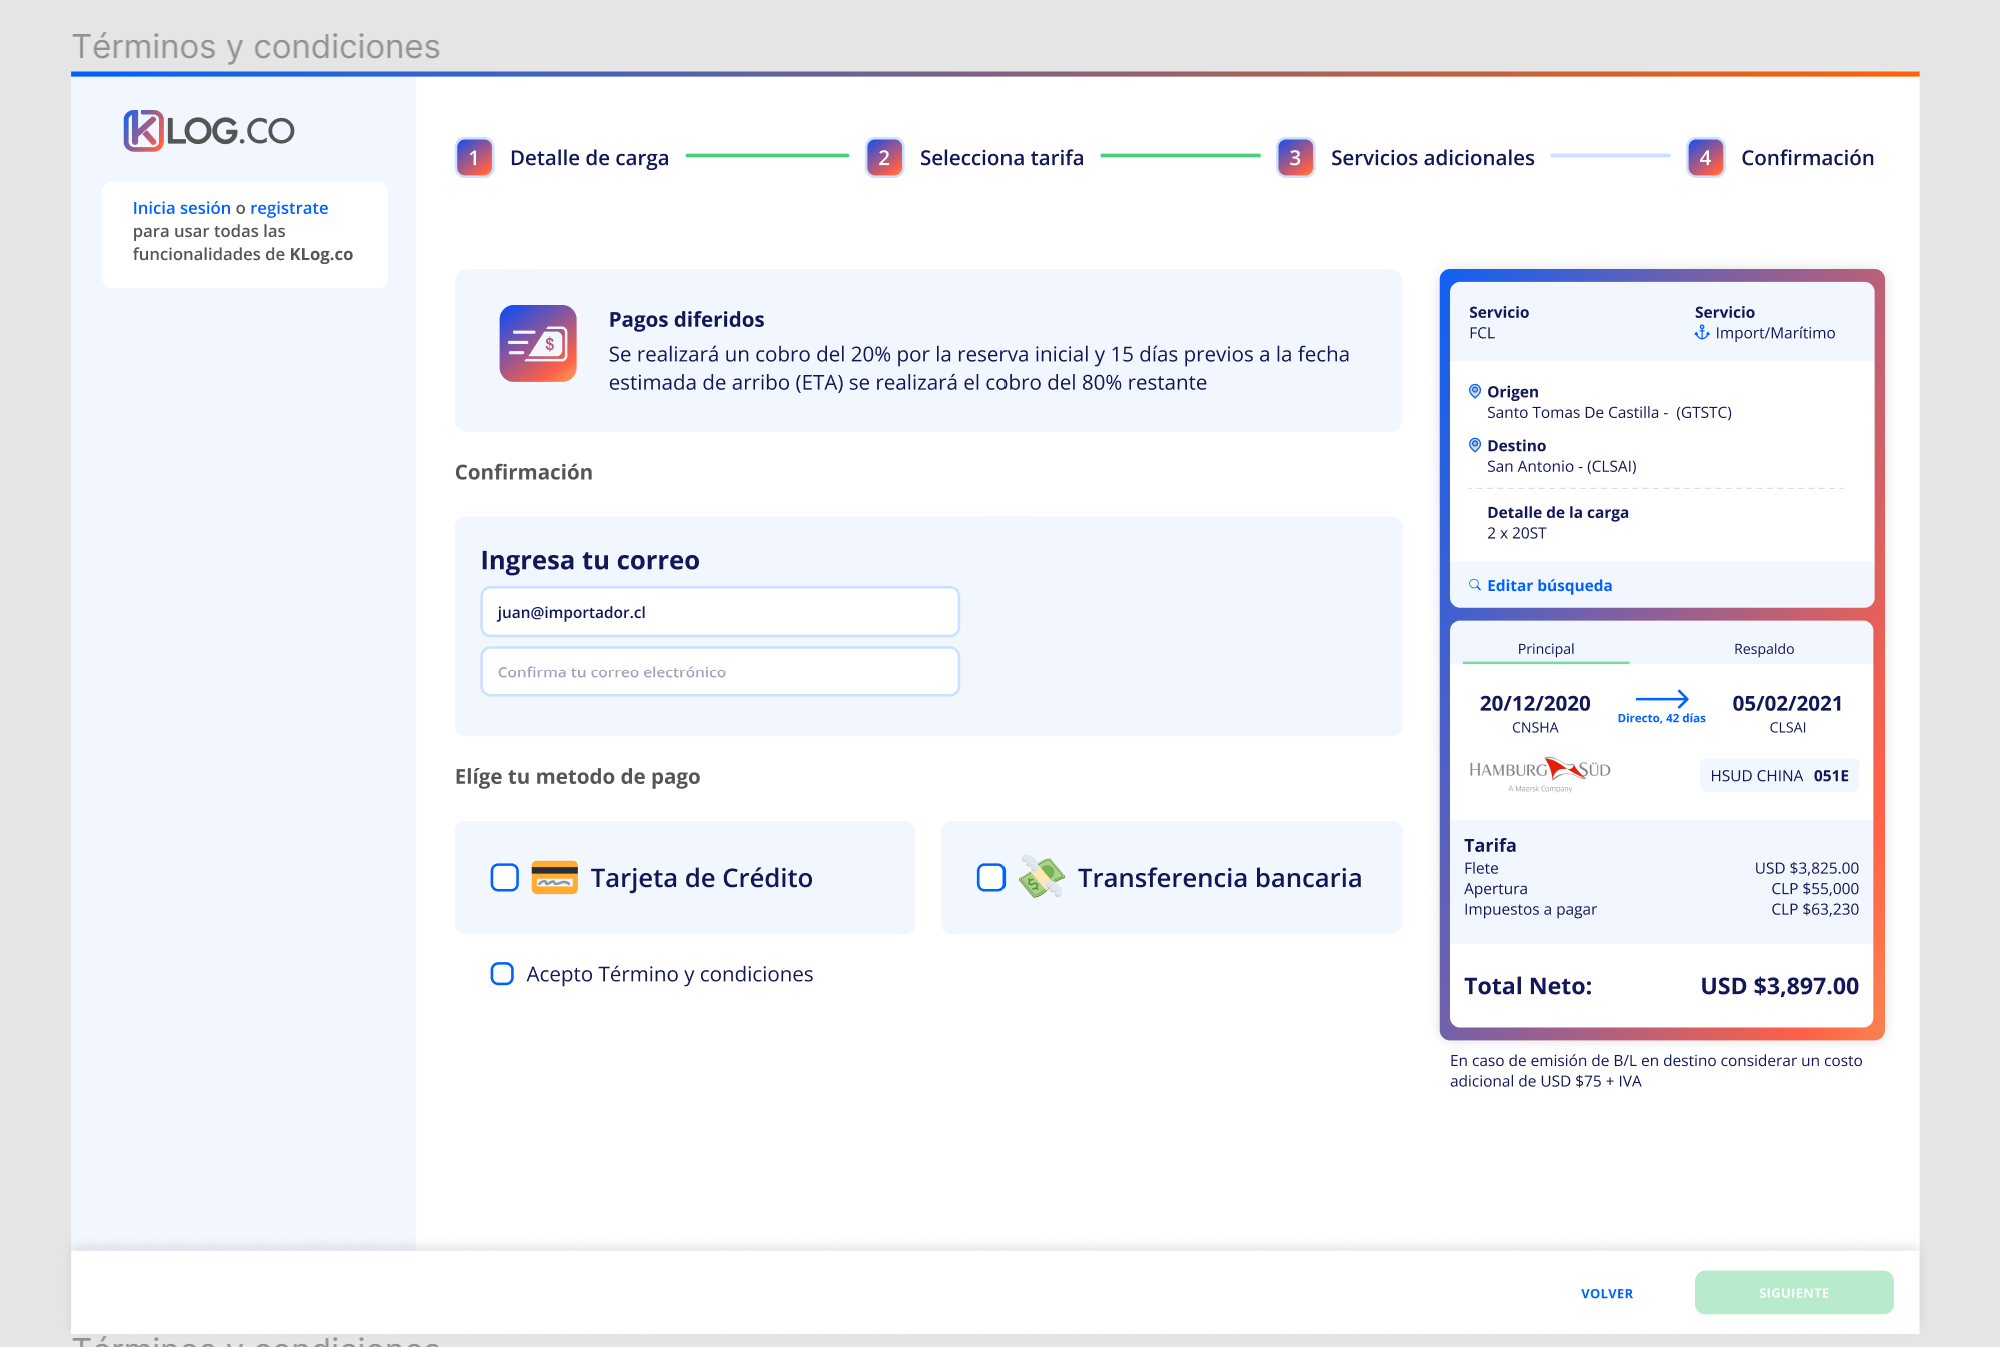 Términos y condiciones
KLOG.CO
Inicia sesión o registrate
para usar todas las
funcionalidades de KLog.co
1 Detalle de carga
2 Selecciona tarifa
3 Servicios adicionales
4 Confirmación
Pagos diferidos
Se realizará un cobro del 20% por la reserva inicial y 15 días previos a la fecha
estimada de arribo (ETA) se realizará el cobro del 80% restante
Confirmación
Ingresa tu correo
juan@importador.cl
Confirma tu correo electrónico
Elíge tu metodo de pago
Tarjeta de Crédito
Transferencia bancaria
Acepto Término y condiciones
Servicio
FCL
Servicio
Import/Marítimo
Origen
Santo Tomas De Castilla - (GTSTC)
Destino
San Antonio - (CLSAI)
Detalle de la carga
2 x 20ST
Editar búsqueda
Principal
Respaldo
20/12/2020
CNSHA
Directo, 42 días
05/02/2021
CLSAI
HAMBURG SÜD
A Maersk Company
HSUD CHINA 051E
Tarifa
Flete USD $3,825.00
Apertura CLP $55,000
Impuestos a pagar CLP $63,230
Total Neto: USD $3,897.00
En caso de emisión de B/L en destino considerar un costo
adicional de USD $75 + IVA
VOLVER
SIGUIENTE
Términos y condiciones